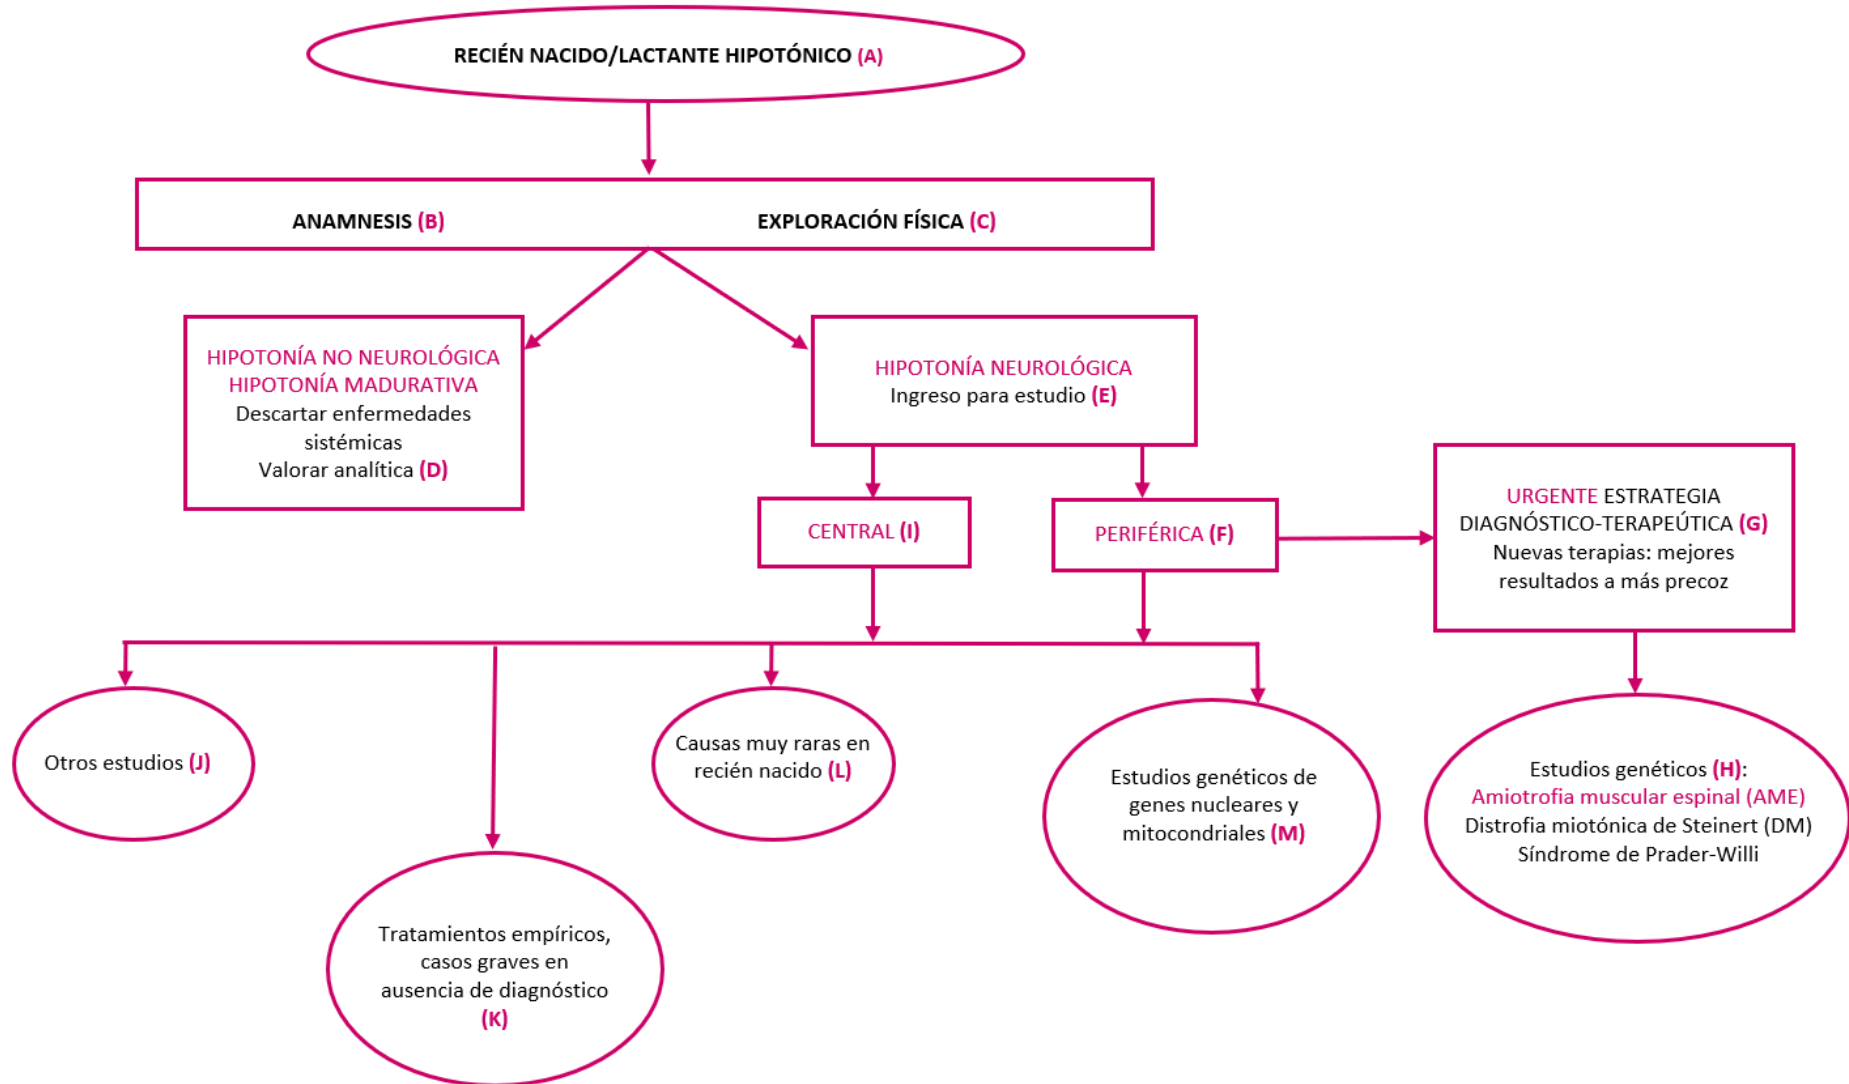 RECIÉN NACIDO/LACTANTE HIPOTÓNICO (A)
ANAMNESIS (B)
EXPLORACIÓN FÍSICA (C)
HIPOTONÍA NO NEUROLÓGICA
HIPOTONÍA MADURATIVA
Descartar enfermedades
sistémicas
Valorar analítica (D)
HIPOTONÍA NEUROLÓGICA
Ingreso para estudio (E)
CENTRAL (I)
PERIFÉRICA (F)
URGENTE ESTRATEGIA
DIAGNÓSTICO-TERAPEÚTICA (G)
Nuevas terapias: mejores
resultados a más precoz
Otros estudios (J)
Tratamientos empíricos,
casos graves en
ausencia de diagnóstico
(K)
Causas muy raras en
recién nacido (L)
Estudios genéticos de
genes nucleares y
mitocondriales (M)
Estudios genéticos (H):
Amiotrofia muscular espinal (AME)
Distrofia miotónica de Steinert (DM)
Síndrome de Prader-Willi